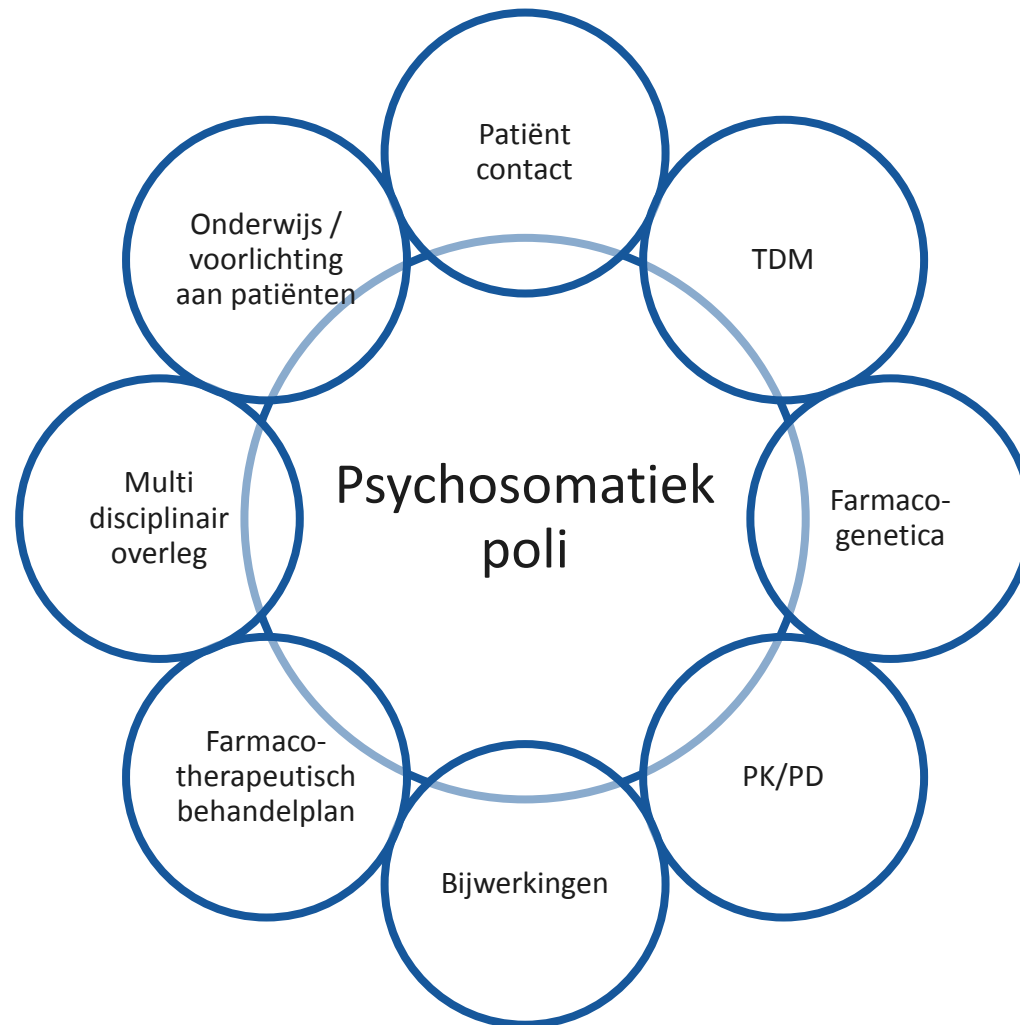 Patiënt
contact
TDM
Farmaco-
genetica
PK/PD
Bijwerkingen
Farmaco-
therapeutisch
behandelplan
Multi
disciplinair
overleg
Onderwijs /
voorlichting
aan patiënten
Psychosomatiek
poli